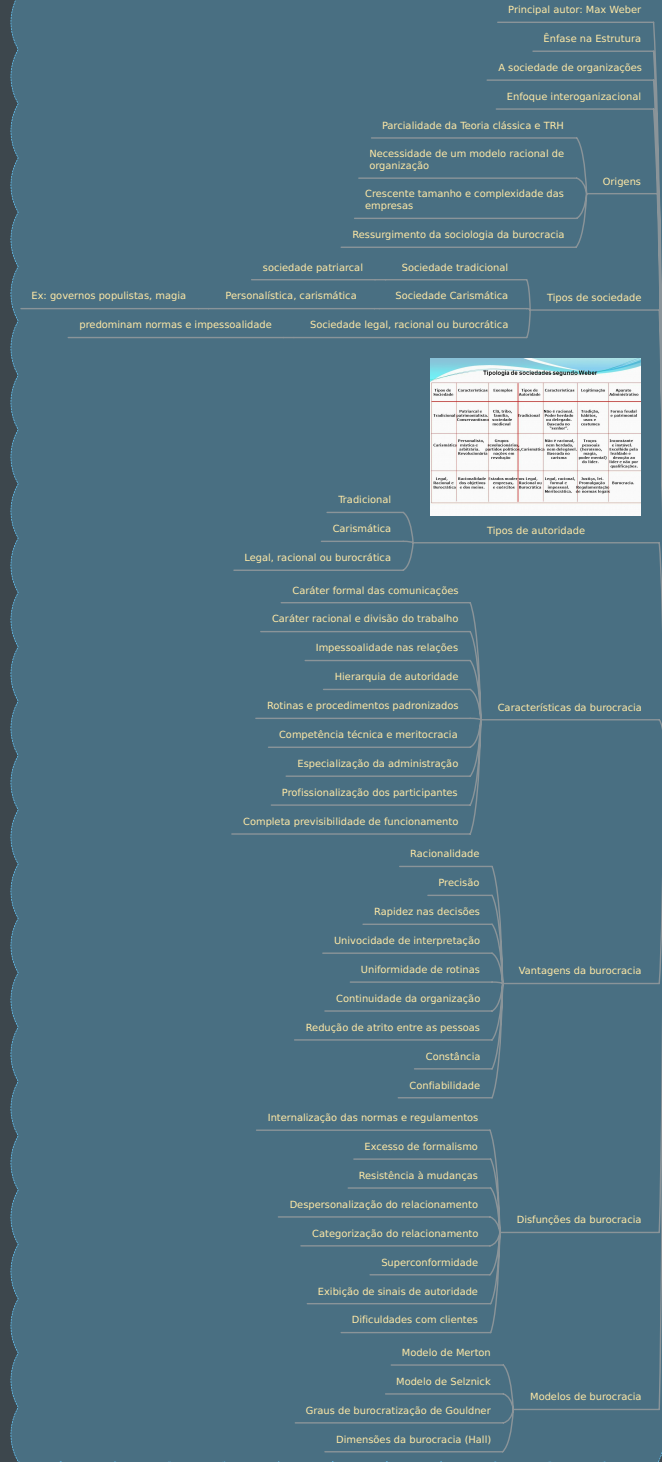 Principal autor: Max Weber
Ênfase na Estrutura
A sociedade de organizações
Enfoque interoganizacional
Origens
Parcialidade da Teoria clássica e TRH
Necessidade de um modelo racional de
organização
Crescente tamanho e complexidade das
empresas
Ressurgimento da sociologia da burocracia
Tipos de sociedade
Sociedade tradicional
sociedade patriarcal
Sociedade Carismática
Personalística, carismática
Ex: governos populistas, magia
Sociedade legal, racional ou burocrática
predominam normas e impessoalidade
Tipologia de sociedades segundo Weber
Tipos de autoridade
Tradicional
Carismática
Legal, racional ou burocrática
Características da burocracia
Caráter formal das comunicações
Caráter racional e divisão do trabalho
Impessoalidade nas relações
Hierarquia de autoridade
Rotinas e procedimentos padronizados
Competência técnica e meritocracia
Especialização da administração
Profissionalização dos participantes
Completa previsibilidade de funcionamento
Vantagens da burocracia
Racionalidade
Precisão
Rapidez nas decisões
Univocidade de interpretação
Uniformidade de rotinas
Continuidade da organização
Redução de atrito entre as pessoas
Constância
Confiabilidade
Disfunções da burocracia
Internalização das normas e regulamentos
Excesso de formalismo
Resistência à mudanças
Despersonalização do relacionamento
Categorização do relacionamento
Superconformidade
Exibição de sinais de autoridade
Dificuldades com clientes
Modelos de burocracia
Modelo de Merton
Modelo de Selznick
Graus de burocratização de Gouldner
Dimensões da burocracia (Hall)